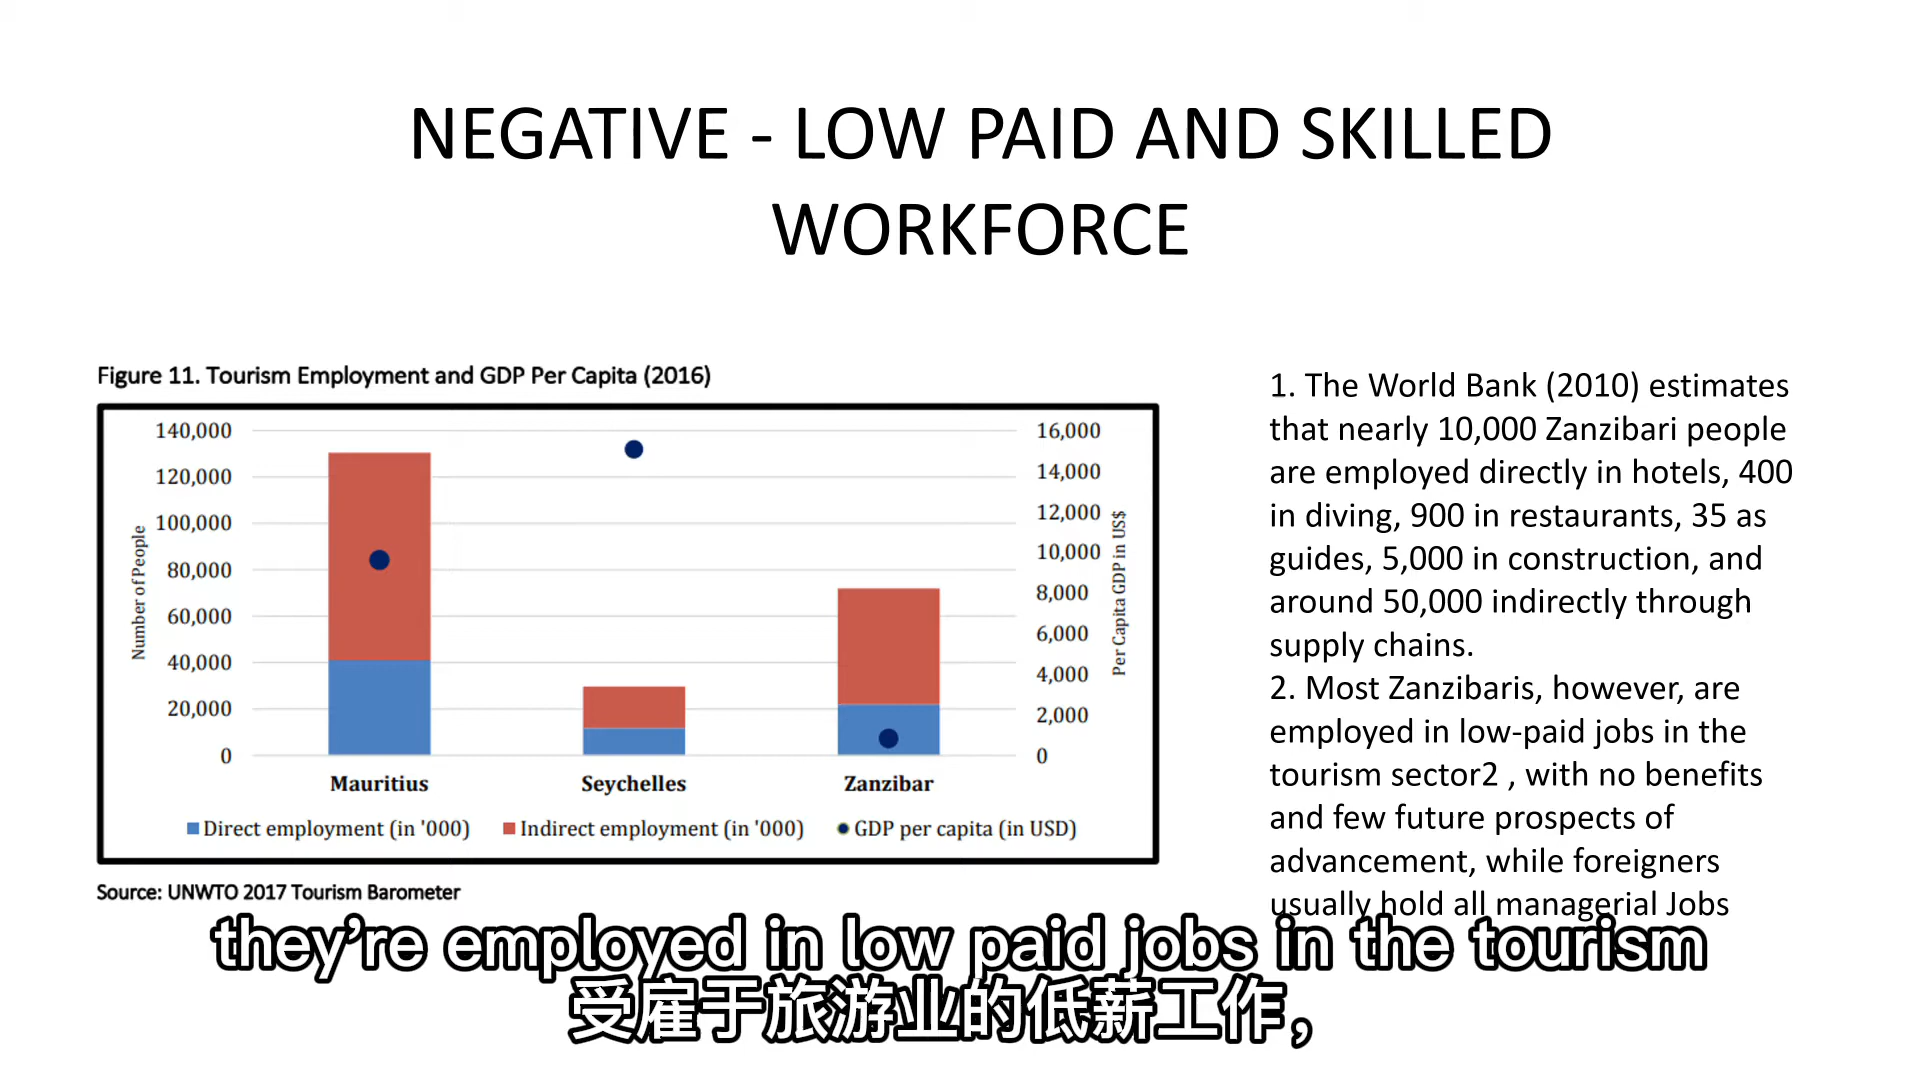 NEGATIVE - LOW PAID AND SKILLED
WORKFORCE
Figure 11. Tourism Employment and GDP Per Capita (2016)
140,000
120,000
100,000
80,000
60,000
40,000
20,000
0
Number of People
16,000
14,000
12,000
10,000
8,000
6,000
4,000
2,000
0
Per Capita GDP in US$
Mauritius
Seychelles
Zanzibar
Direct employment (in '000)
Indirect employment (in '000)
GDP per capita (in USD)
Source: UNWTO 2017 Tourism Barometer
1. The World Bank (2010) estimates
that nearly 10,000 Zanzibari people
are employed directly in hotels, 400
in diving, 900 in restaurants, 35 as
guides, 5,000 in construction, and
around 50,000 indirectly through
supply chains.
2. Most Zanzibaris, however, are
employed in low-paid jobs in the
tourism sector2 , with no benefits
and few future prospects of
advancement, while foreigners
usually hold all managerial Jobs
they're employed in low paid jobs in the tourism
受雇于旅游业的低薪工作，